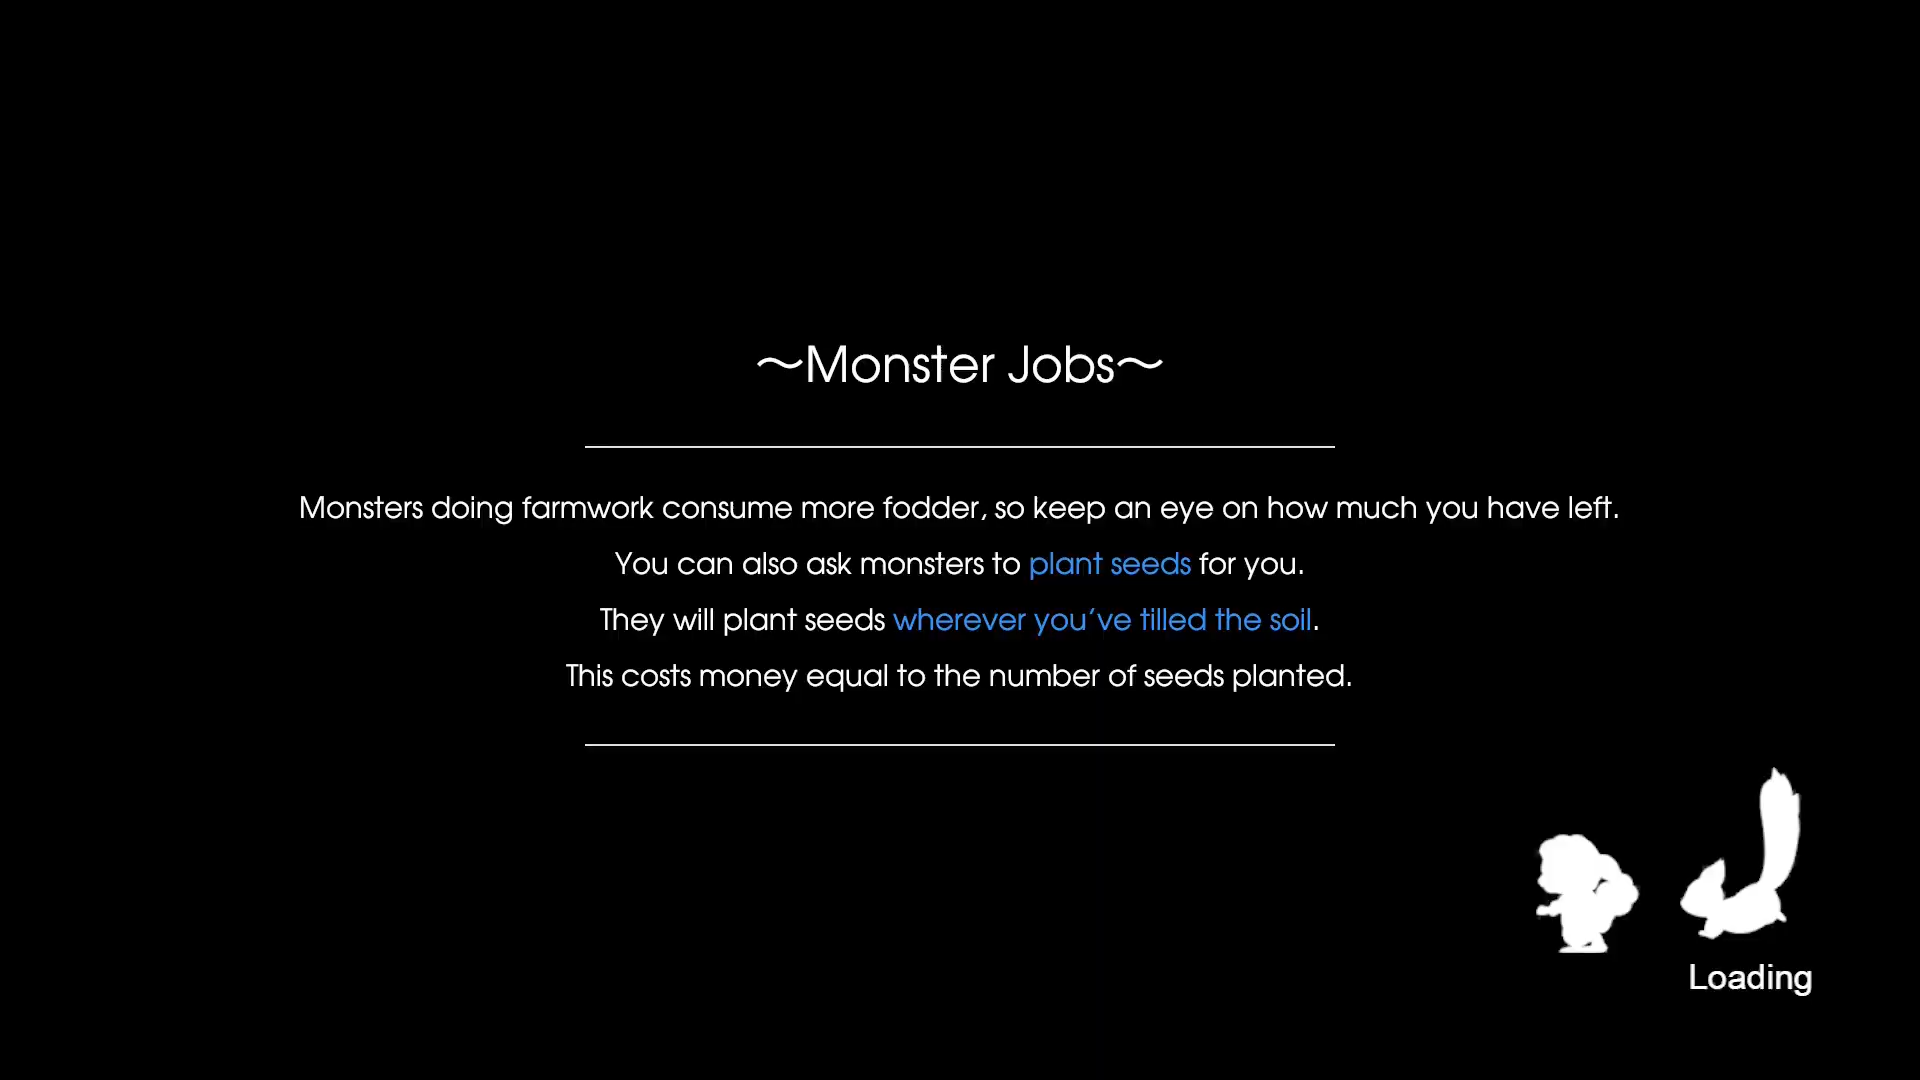 ～Monster Jobs～
Monsters doing farmwork consume more fodder, so keep an eye on how much you have left.
You can also ask monsters to plant seeds for you.
They will plant seeds wherever you’ve tilled the soil.
This costs money equal to the number of seeds planted.
Loading